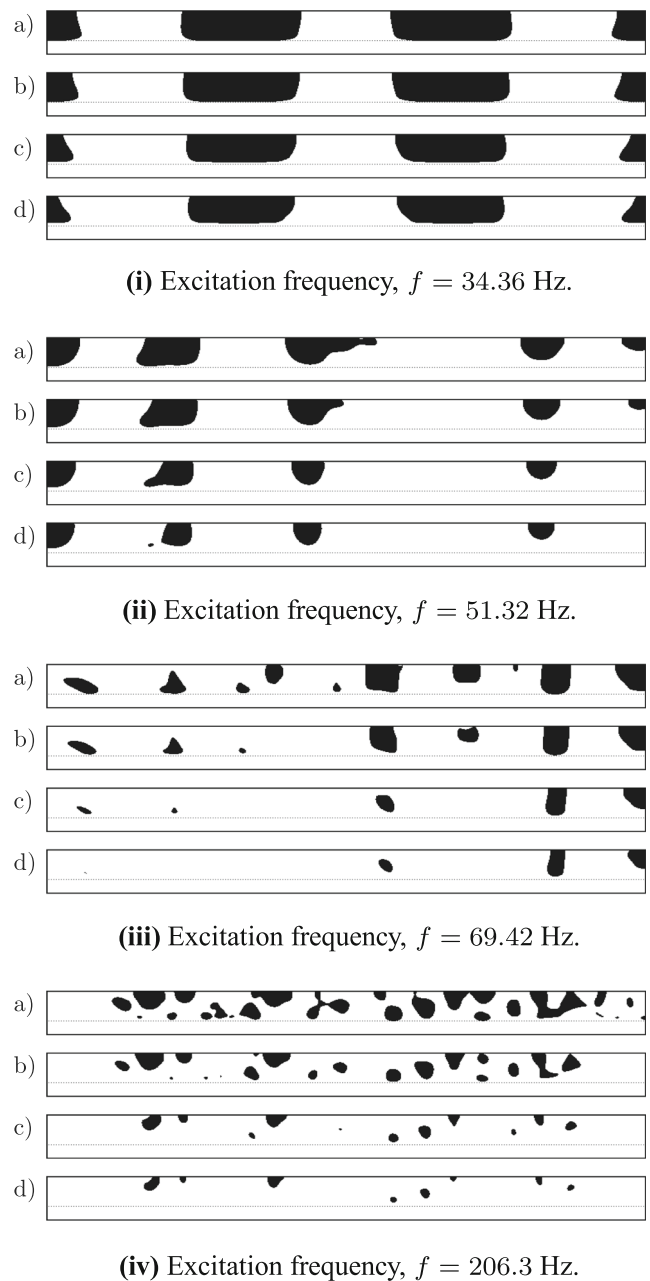 a)
b)
c)
d)
(i) Excitation frequency, f = 34.36 Hz.
a)
b)
c)
d)
(ii) Excitation frequency, f = 51.32 Hz.
a)
b)
c)
d)
(iii) Excitation frequency, f = 69.42 Hz.
a)
b)
c)
d)
(iv) Excitation frequency, f = 206.3 Hz.